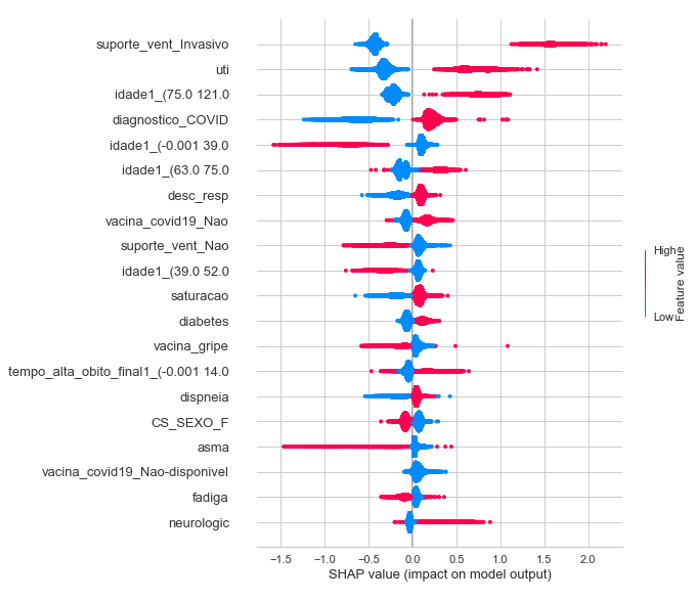 suporte_vent_Invasivo
uti
idade1_(75.0 121.0
diagnostico_COVID
idade1_(-0.001 39.0
idade1_(63.0 75.0
desc_resp
vacina_covid19_Nao
suporte_vent_Nao
idade1_(39.0 52.0
saturacao
diabetes
vacina_gripe
tempo_alta_obito_final1_(-0.001 14.0
dispneia
CS_SEXO_F
asma
vacina_covid19_Nao-disponivel
fadiga
neurologic
−1.5 −1.0 −0.5 0.0 0.5 1.0 1.5 2.0
SHAP value (impact on model output)
High
Low
Feature value